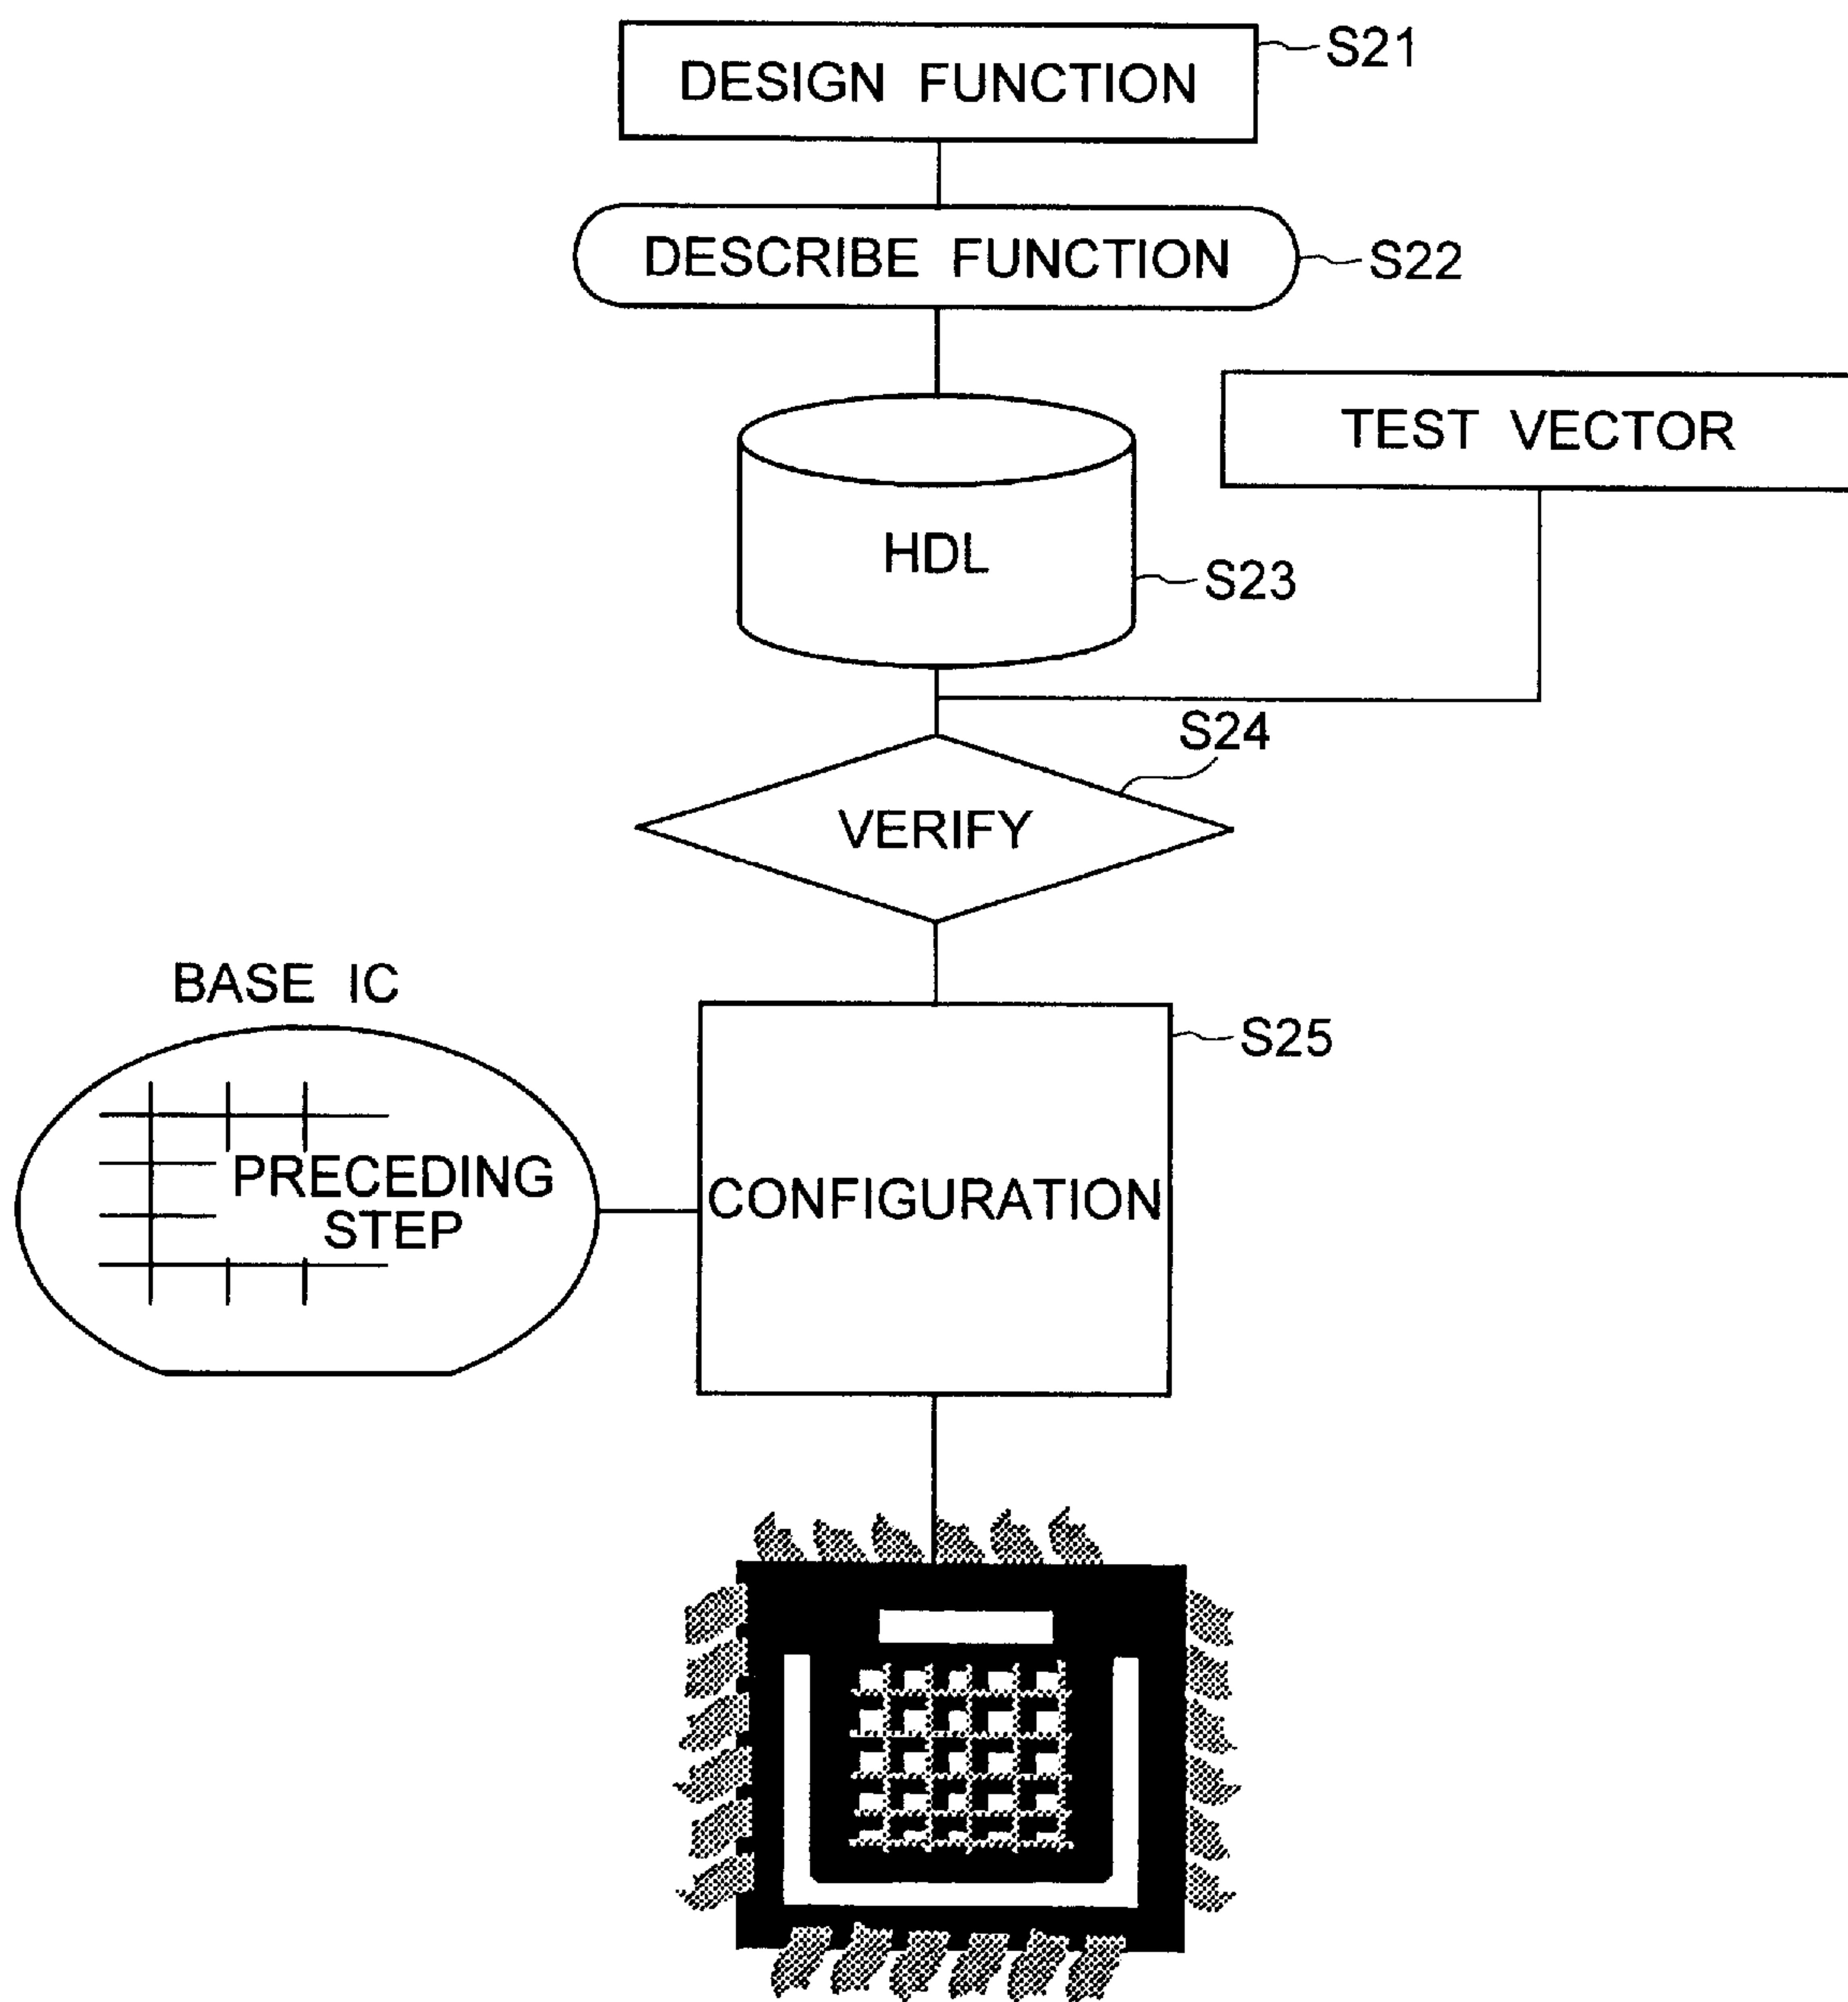 DESIGN FUNCTION
S21
DESCRIBE FUNCTION
S22
TEST VECTOR
HDL
S23
S24
VERIFY
BASE IC
S25
PRECEDING
STEP
CONFIGURATION